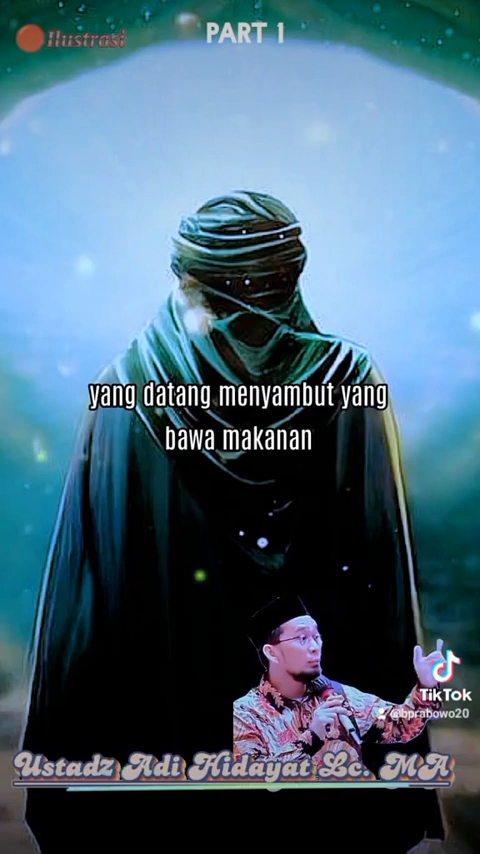 PART 1
Ilustrasi
yang datang menyambut yang
bawa makanan
TikTok
@bprabowo20
Ustadz Adi Hidayat Lc. MA